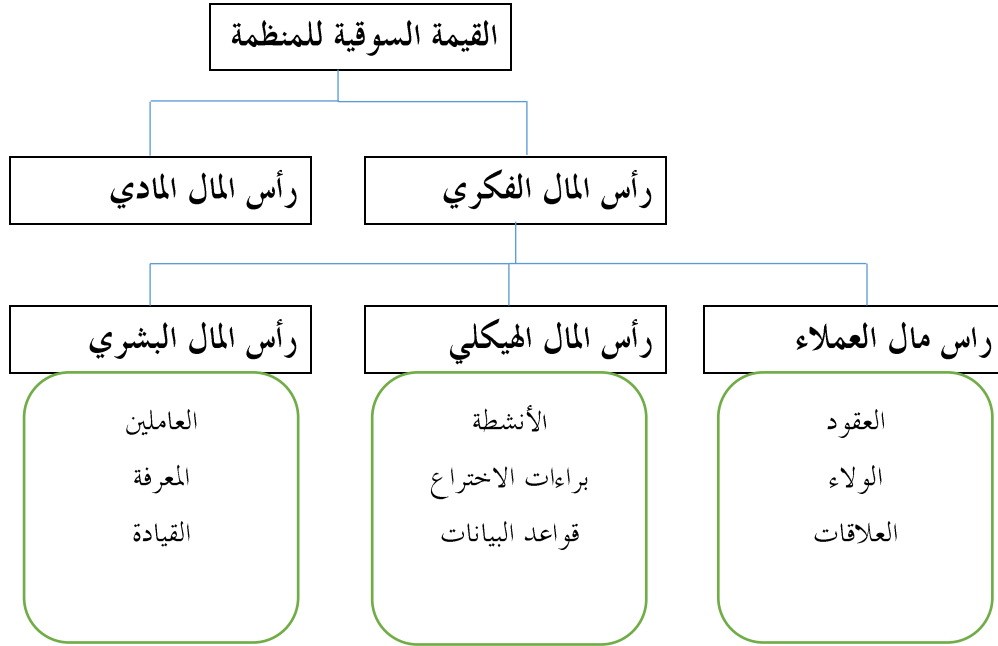 القيمة السوقية للمنظمة
رأس المال الفكري
رأس المال المادي
راس مال العملاء
العقود
الولاء
العلاقات
رأس المال الهيكلي
الأنشطة
براءات الاختراع
قواعد البيانات
رأس المال البشري
العاملين
المعرفة
القيادة